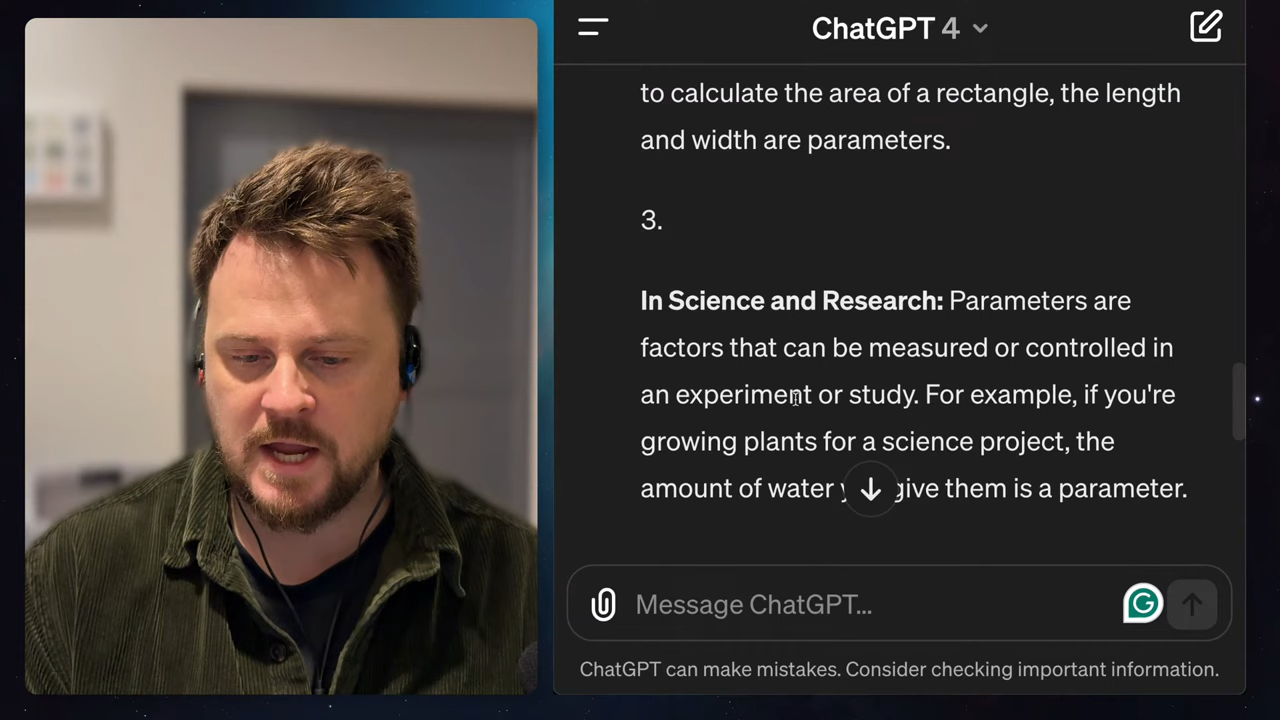 ChatGPT 4
to calculate the area of a rectangle, the length
and width are parameters.
3.
In Science and Research: Parameters are
factors that can be measured or controlled in
an experiment or study. For example, if you're
growing plants for a science project, the
amount of water give them is a parameter.
Message ChatGPT...
ChatGPT can make mistakes. Consider checking important information.